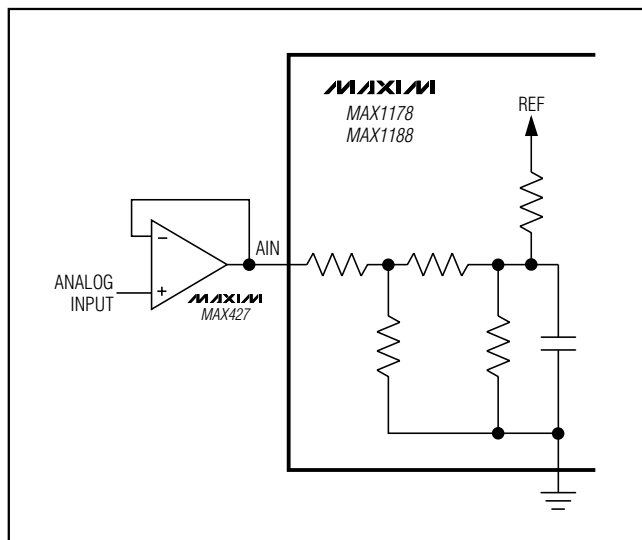 MAXIM
MAX1178
MAX1188
REF
AIN
−
+
ANALOG
INPUT
MAXIM
MAX427